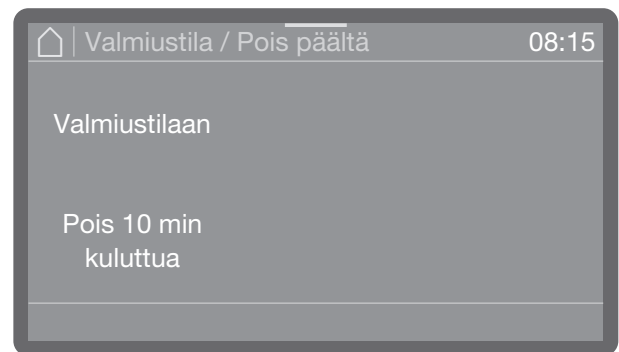 Valmiustila / Pois päältä 08:15
Valmiustilaan
Pois 10 min
kuluttua